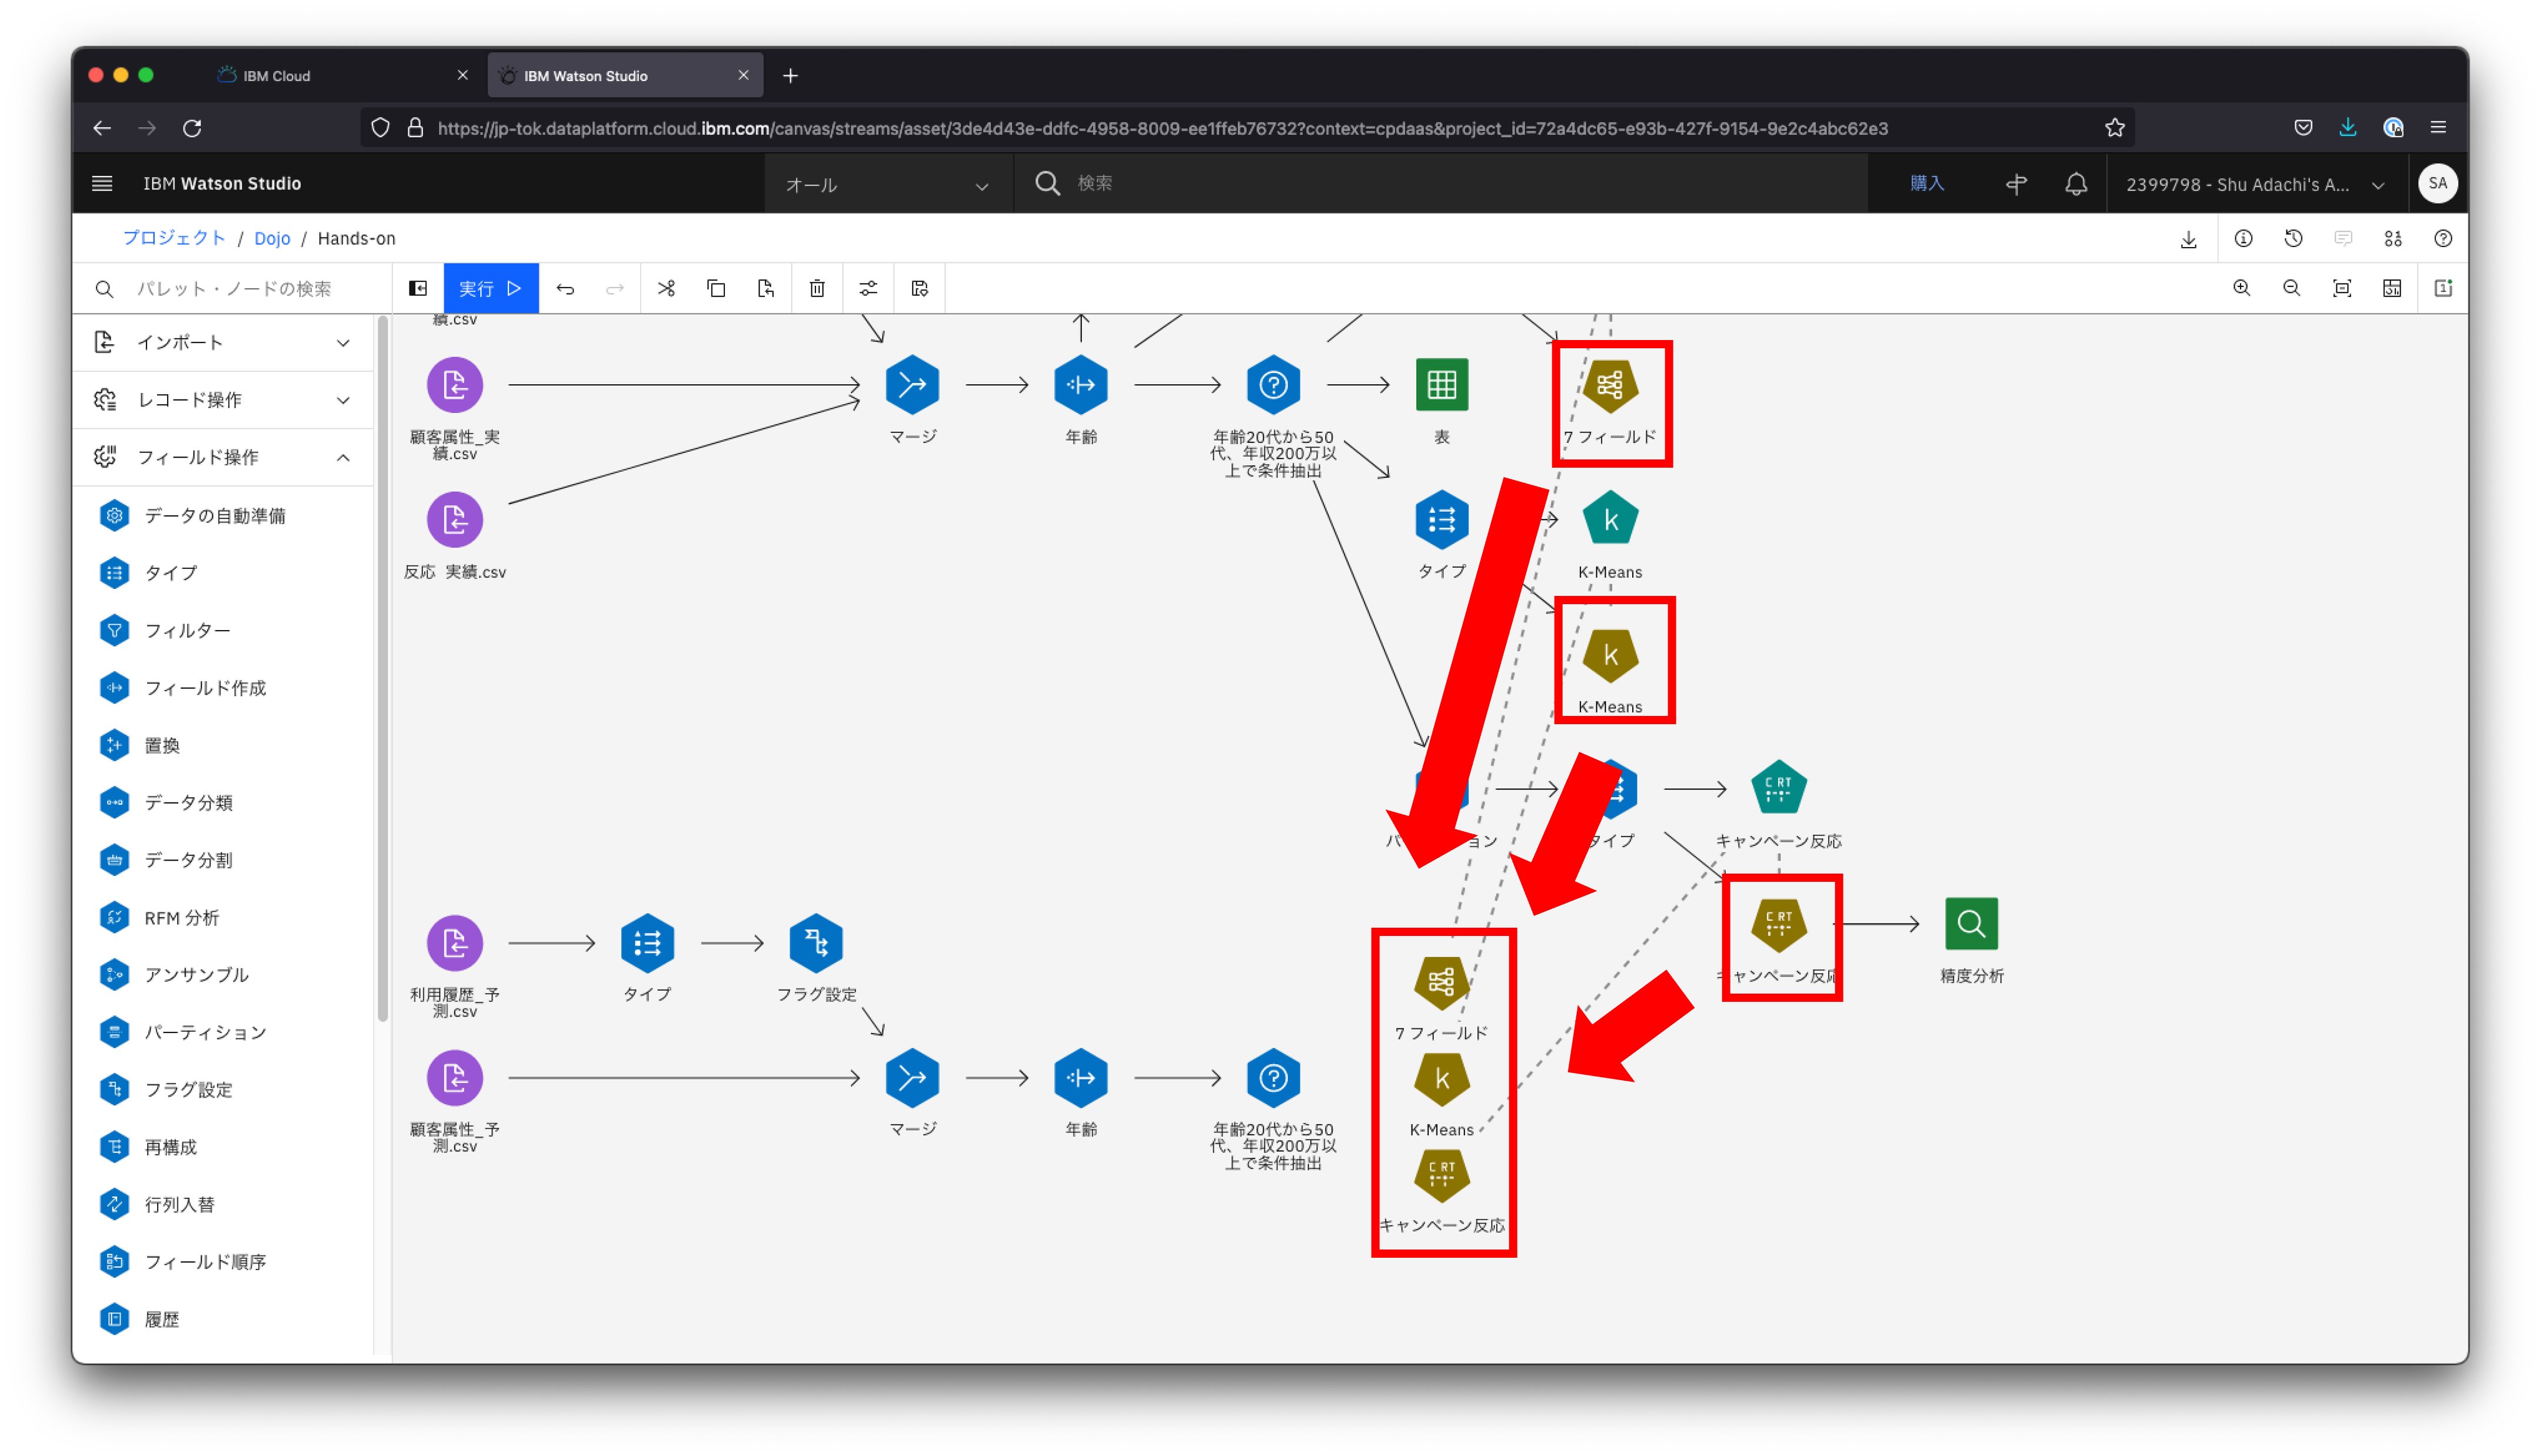 IBM Cloud
IBM Watson Studio
https://jp-tok.dataplatform.cloud.ibm.com/canvas/streams/asset/3de4d43e-ddfc-4958-8009-ee1ffeb76732?context=cpdaas&project_id=72a4dc65-e93b-427f-9154-9e2c4abc62e3
IBM Watson Studio
オール
検索
購入
2399798 - Shu Adachi's A...
SA
プロジェクト / Dojo / Hands-on
パレット・ノードの検索
実行
インポート
レコード操作
フィールド操作
データの自動準備
タイプ
フィルター
フィールド作成
置換
データ分類
データ分割
RFM 分析
アンサンブル
パーティション
フラグ設定
再構成
行列入替
フィールド順序
履歴
績.csv
顧客属性_実
績.csv
マージ
年齢
年齢20代から50
代、年収200万以
上で条件抽出
表
7 フィールド
反応 実績.csv
タイプ
K-Means
K-Means
パ
ョン
タイプ
C RT
キャンペーン反応
C RT
キャンペーン反応
精度分析
利用履歴_予
測.csv
タイプ
フラグ設定
7 フィールド
顧客属性_予
測.csv
マージ
年齢
年齢20代から50
代、年収200万以
上で条件抽出
k
K-Means
C RT
キャンペーン反応